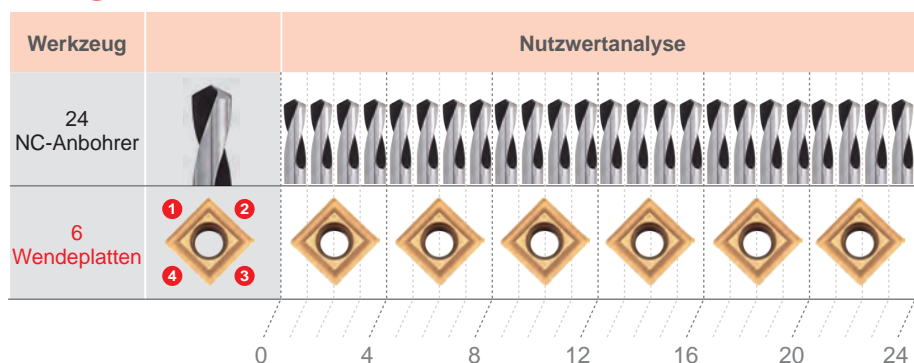 Werkzeug
Nutzwertanalyse
24
NC-Anbohrer
1 2
6
Wendeplatten
4 3
0 4 8 12 16 20 24